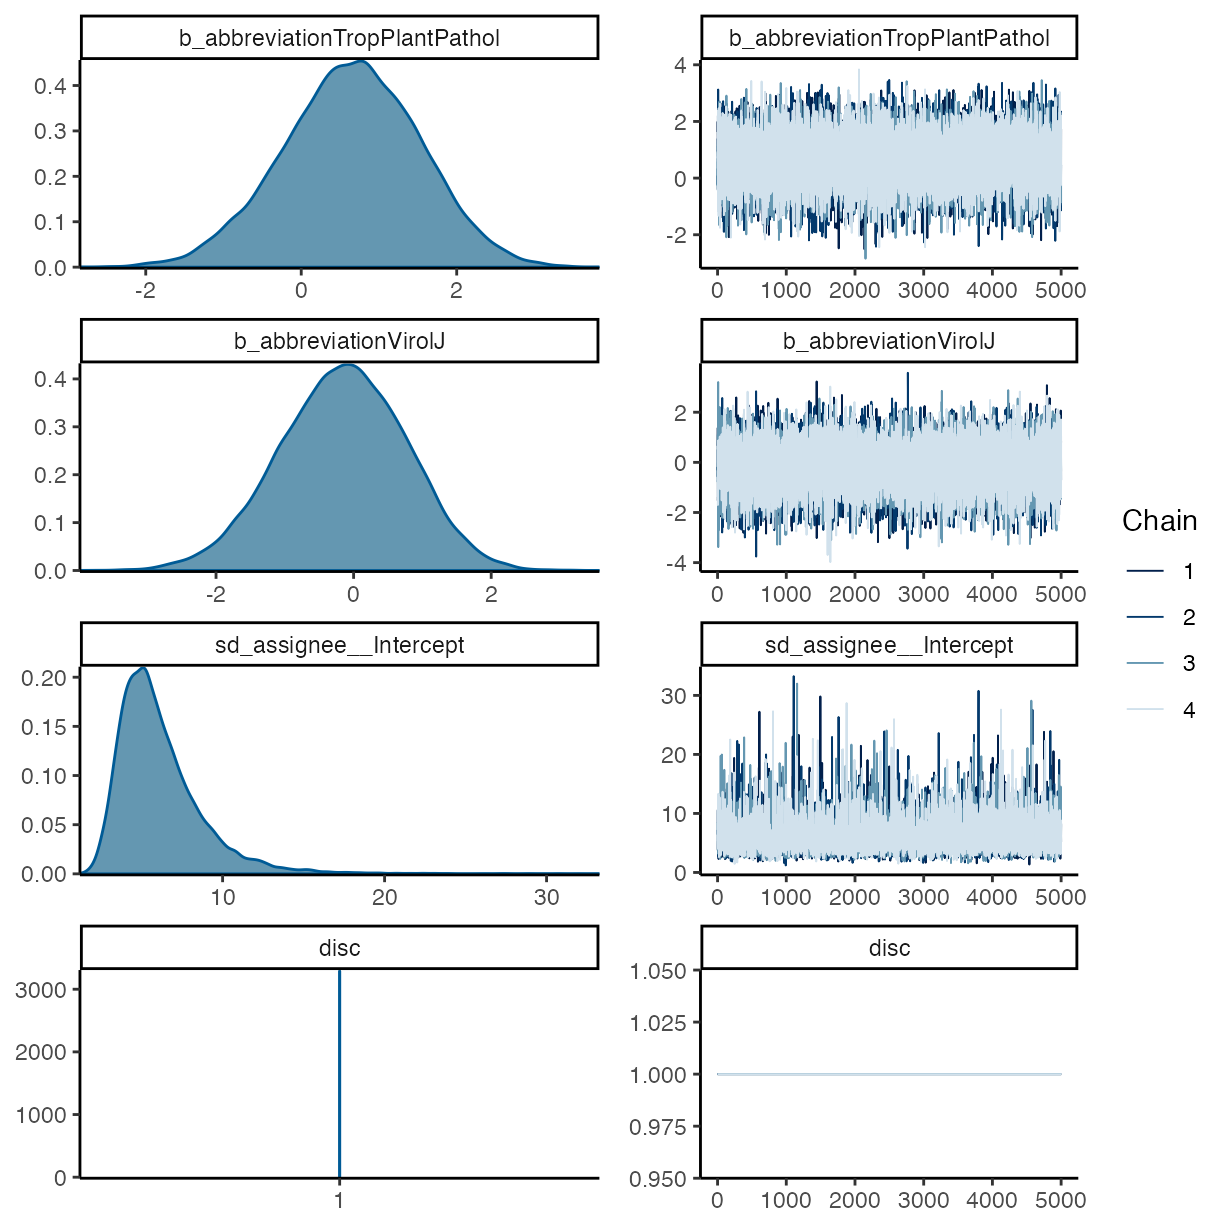 b_abbreviationTropPlantPathol
b_abbreviationTropPlantPathol
0.4
0.3
0.2
0.1
0.0
-2 0 2
4
2
0
-2
0 1000 2000 3000 4000 5000
b_abbreviationVirolJ
b_abbreviationVirolJ
0.4
0.3
0.2
0.1
0.0
-2 0 2
2
0
-2
-4
0 1000 2000 3000 4000 5000
sd_assignee__Intercept
sd_assignee__Intercept
0.20
0.15
0.10
0.05
0.00
10 20 30
30
20
10
0
0 1000 2000 3000 4000 5000
disc
disc
3000
2000
1000
0
1
1.050
1.025
1.000
0.975
0.950
0 1000 2000 3000 4000 5000
Chain
1
2
3
4